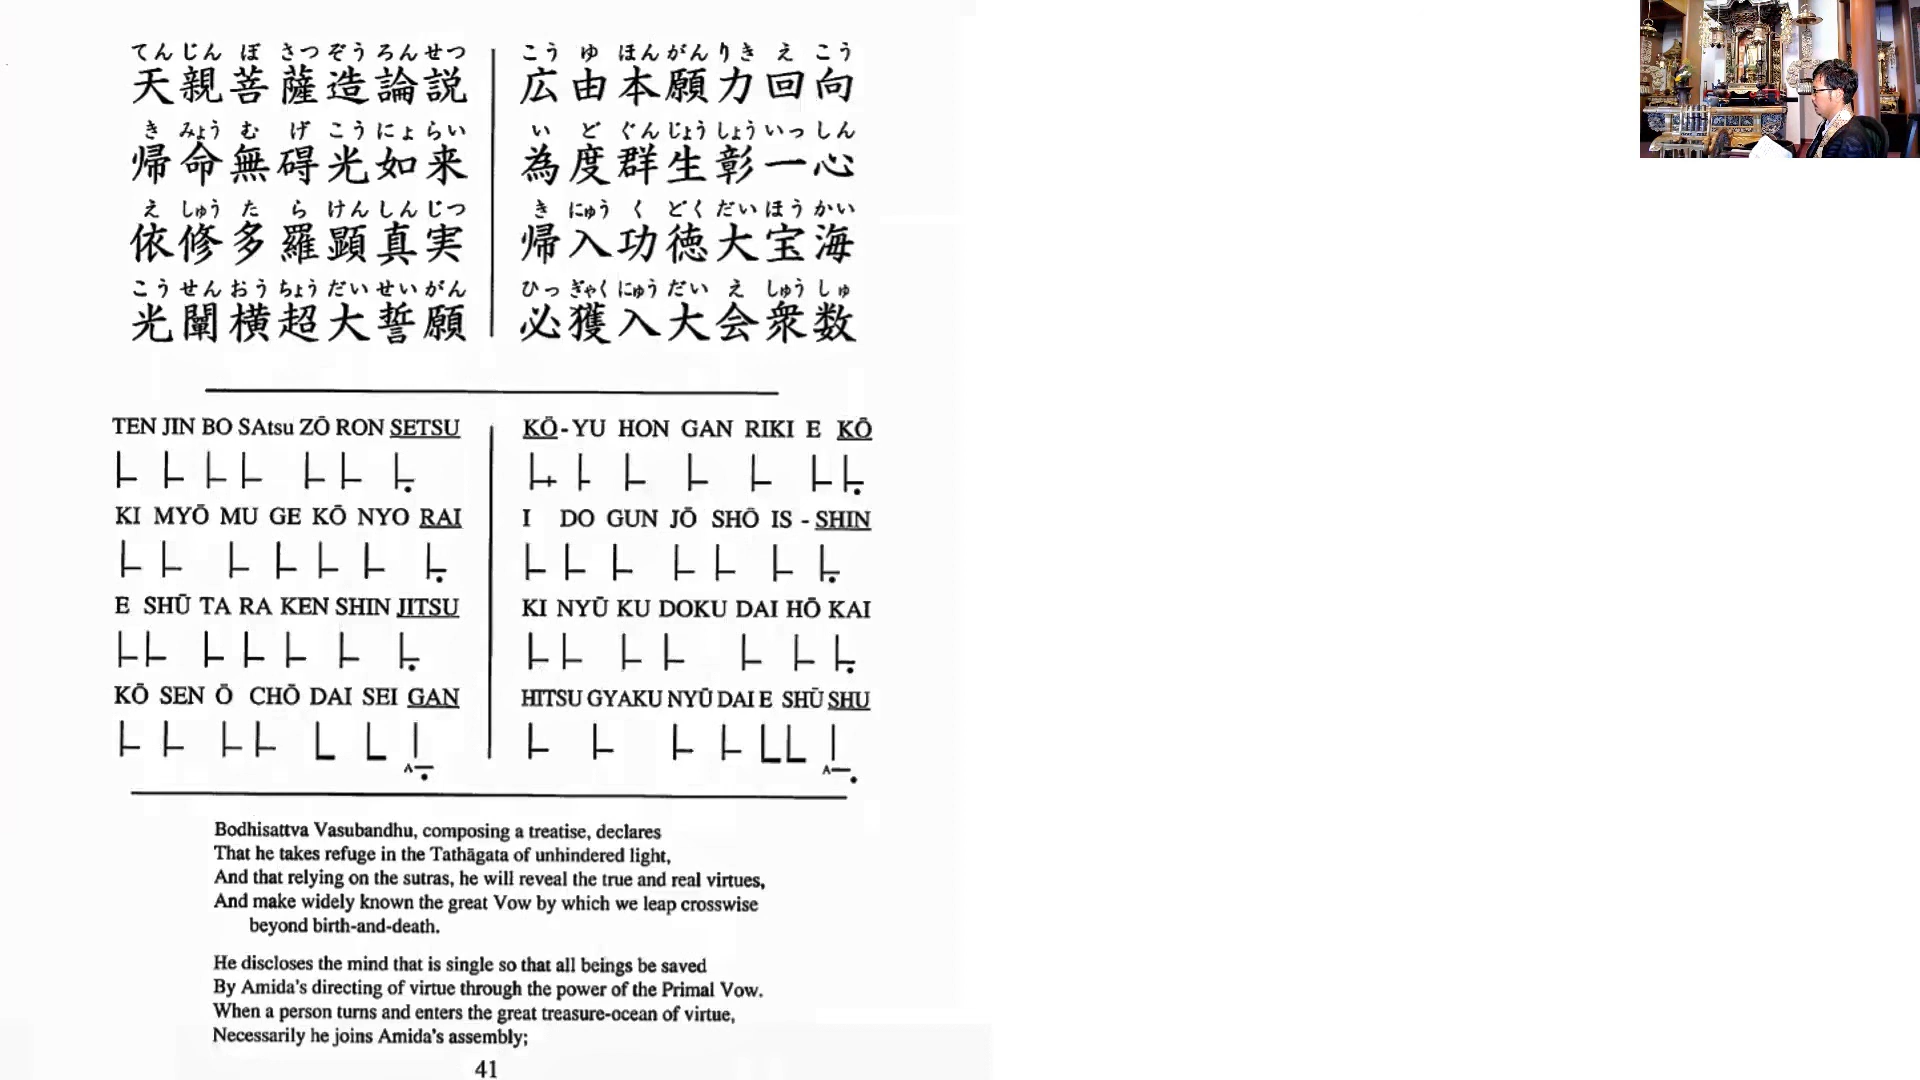 てんじんぼさつぞうろんせつ
天親菩薩造論説
きみょうむげこうにょらい
帰命無碍光如来
えしゅうたらけんしんじつ
依修多羅顕真実
こうせんおうちょうだいせいがん
光闡横超大誓願
こうゆほんがんりきえこう
広由本願力回向
いどぐんじょうしょういっしん
為度群生彰一心
きにゅうくどくだいほうかい
帰入功徳大宝海
ひつぎゃくにゅうだいえしゅうしゅ
必獲入大会衆数
TEN JIN BO SAtsu ZŌ RON SETSU
KI MYŌ MU GE KŌ NYO RAI
E SHŪ TA RA KEN SHIN JITSU
KŌ SEN Ō CHŌ DAI SEI GAN
A
KŌ-YU HON GAN RIKI E KŌ
I DO GUN JŌ SHŌ IS - SHIN
KI NYŪ KU DOKU DAI HŌ KAI
HITSU GYAKU NYŪ DAI E SHŪ SHU
A
Bodhisattva Vasubandhu, composing a treatise, declares
That he takes refuge in the Tathāgata of unhindered light,
And that relying on the sutras, he will reveal the true and real virtues,
And make widely known the great Vow by which we leap crosswise
beyond birth-and-death.
He discloses the mind that is single so that all beings be saved
By Amida's directing of virtue through the power of the Primal Vow.
When a person turns and enters the great treasure-ocean of virtue,
Necessarily he joins Amida's assembly;
41